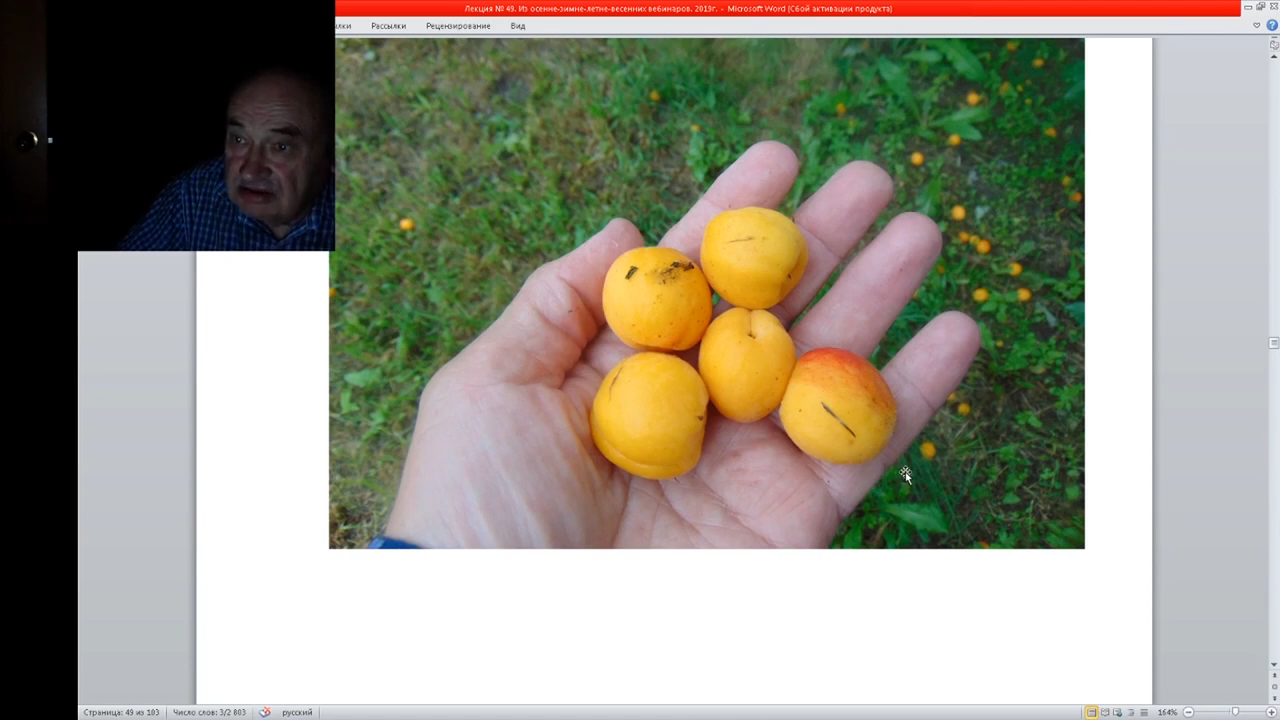 Лекция № 49. Из осенне-зимне-летне-весенних вебинаров. 2019г. - Microsoft Word (Сбой активации продукта)
лки Рассылки Рецензирование Вид
Страница: 49 из 103 Число слов: 3/2 803 русский 164%